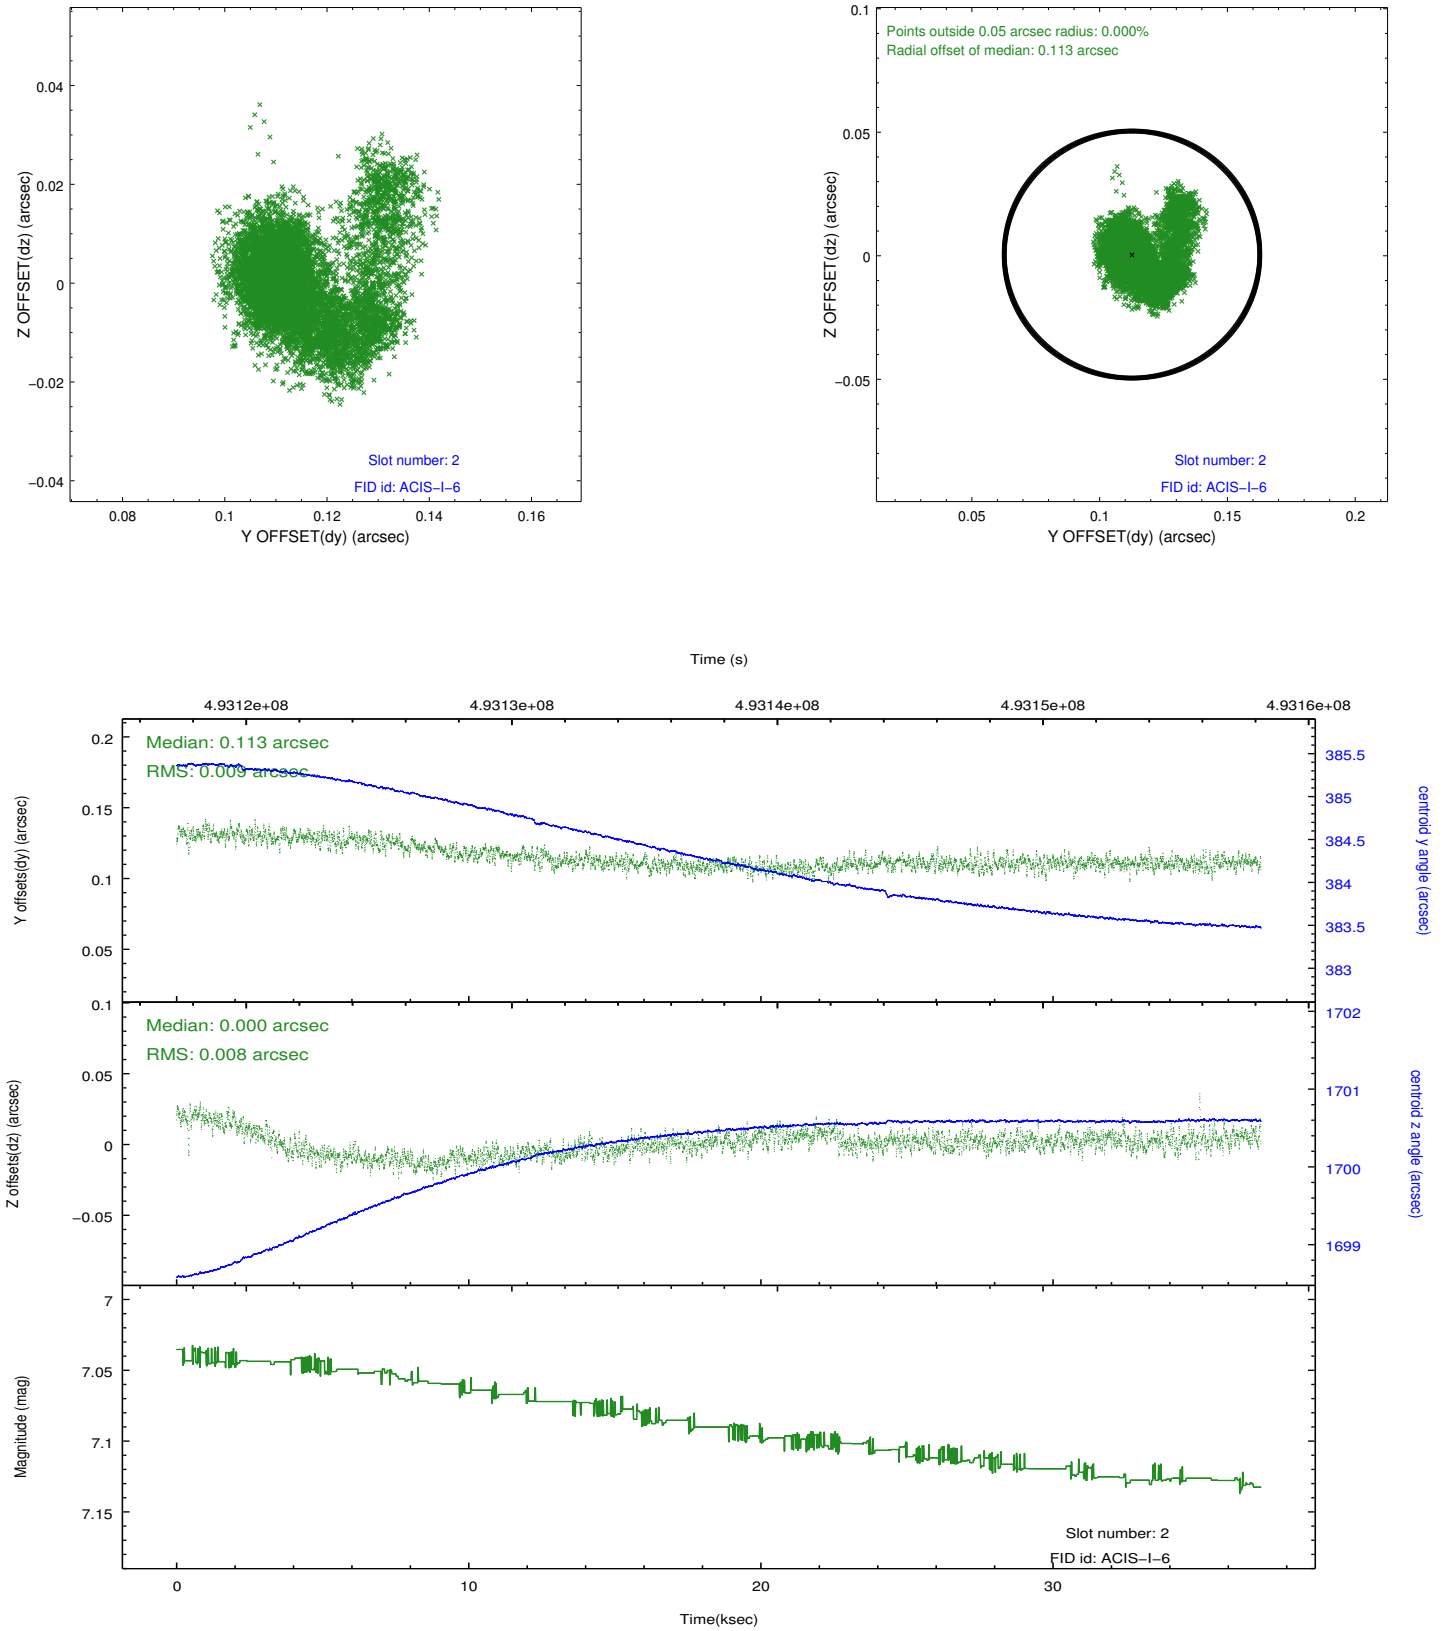 0.04
0.02
0
−0.02
−0.04
Z OFFSET(dz) (arcsec)
Slot number: 2
FID id: ACIS−I−6
0.08
0.1
0.12
0.14
0.16
Y OFFSET(dy) (arcsec)
Points outside 0.05 arcsec radius: 0.000%
Radial offset of median: 0.113 arcsec
0.1
0.05
0
−0.05
Z OFFSET(dz) (arcsec)
Slot number: 2
FID id: ACIS−I−6
0.05
0.1
0.15
0.2
Y OFFSET(dy) (arcsec)
Time (s)
4.9312e+08
4.9313e+08
4.9314e+08
4.9315e+08
4.9316e+08
Median: 0.113 arcsec
RMS: 0.009 arcsec
0.2
0.15
0.1
0.05
Y offsets(dy) (arcsec)
385.5
385
384.5
384
383.5
383
centroid y angle (arcsec)
Median: 0.000 arcsec
RMS: 0.008 arcsec
0.1
0.05
0
−0.05
Z offsets(dz) (arcsec)
1702
1701
1700
1699
centroid z angle (arcsec)
7
7.05
7.1
7.15
Magnitude (mag)
Slot number: 2
FID id: ACIS−I−6
0
10
20
30
Time(ksec)